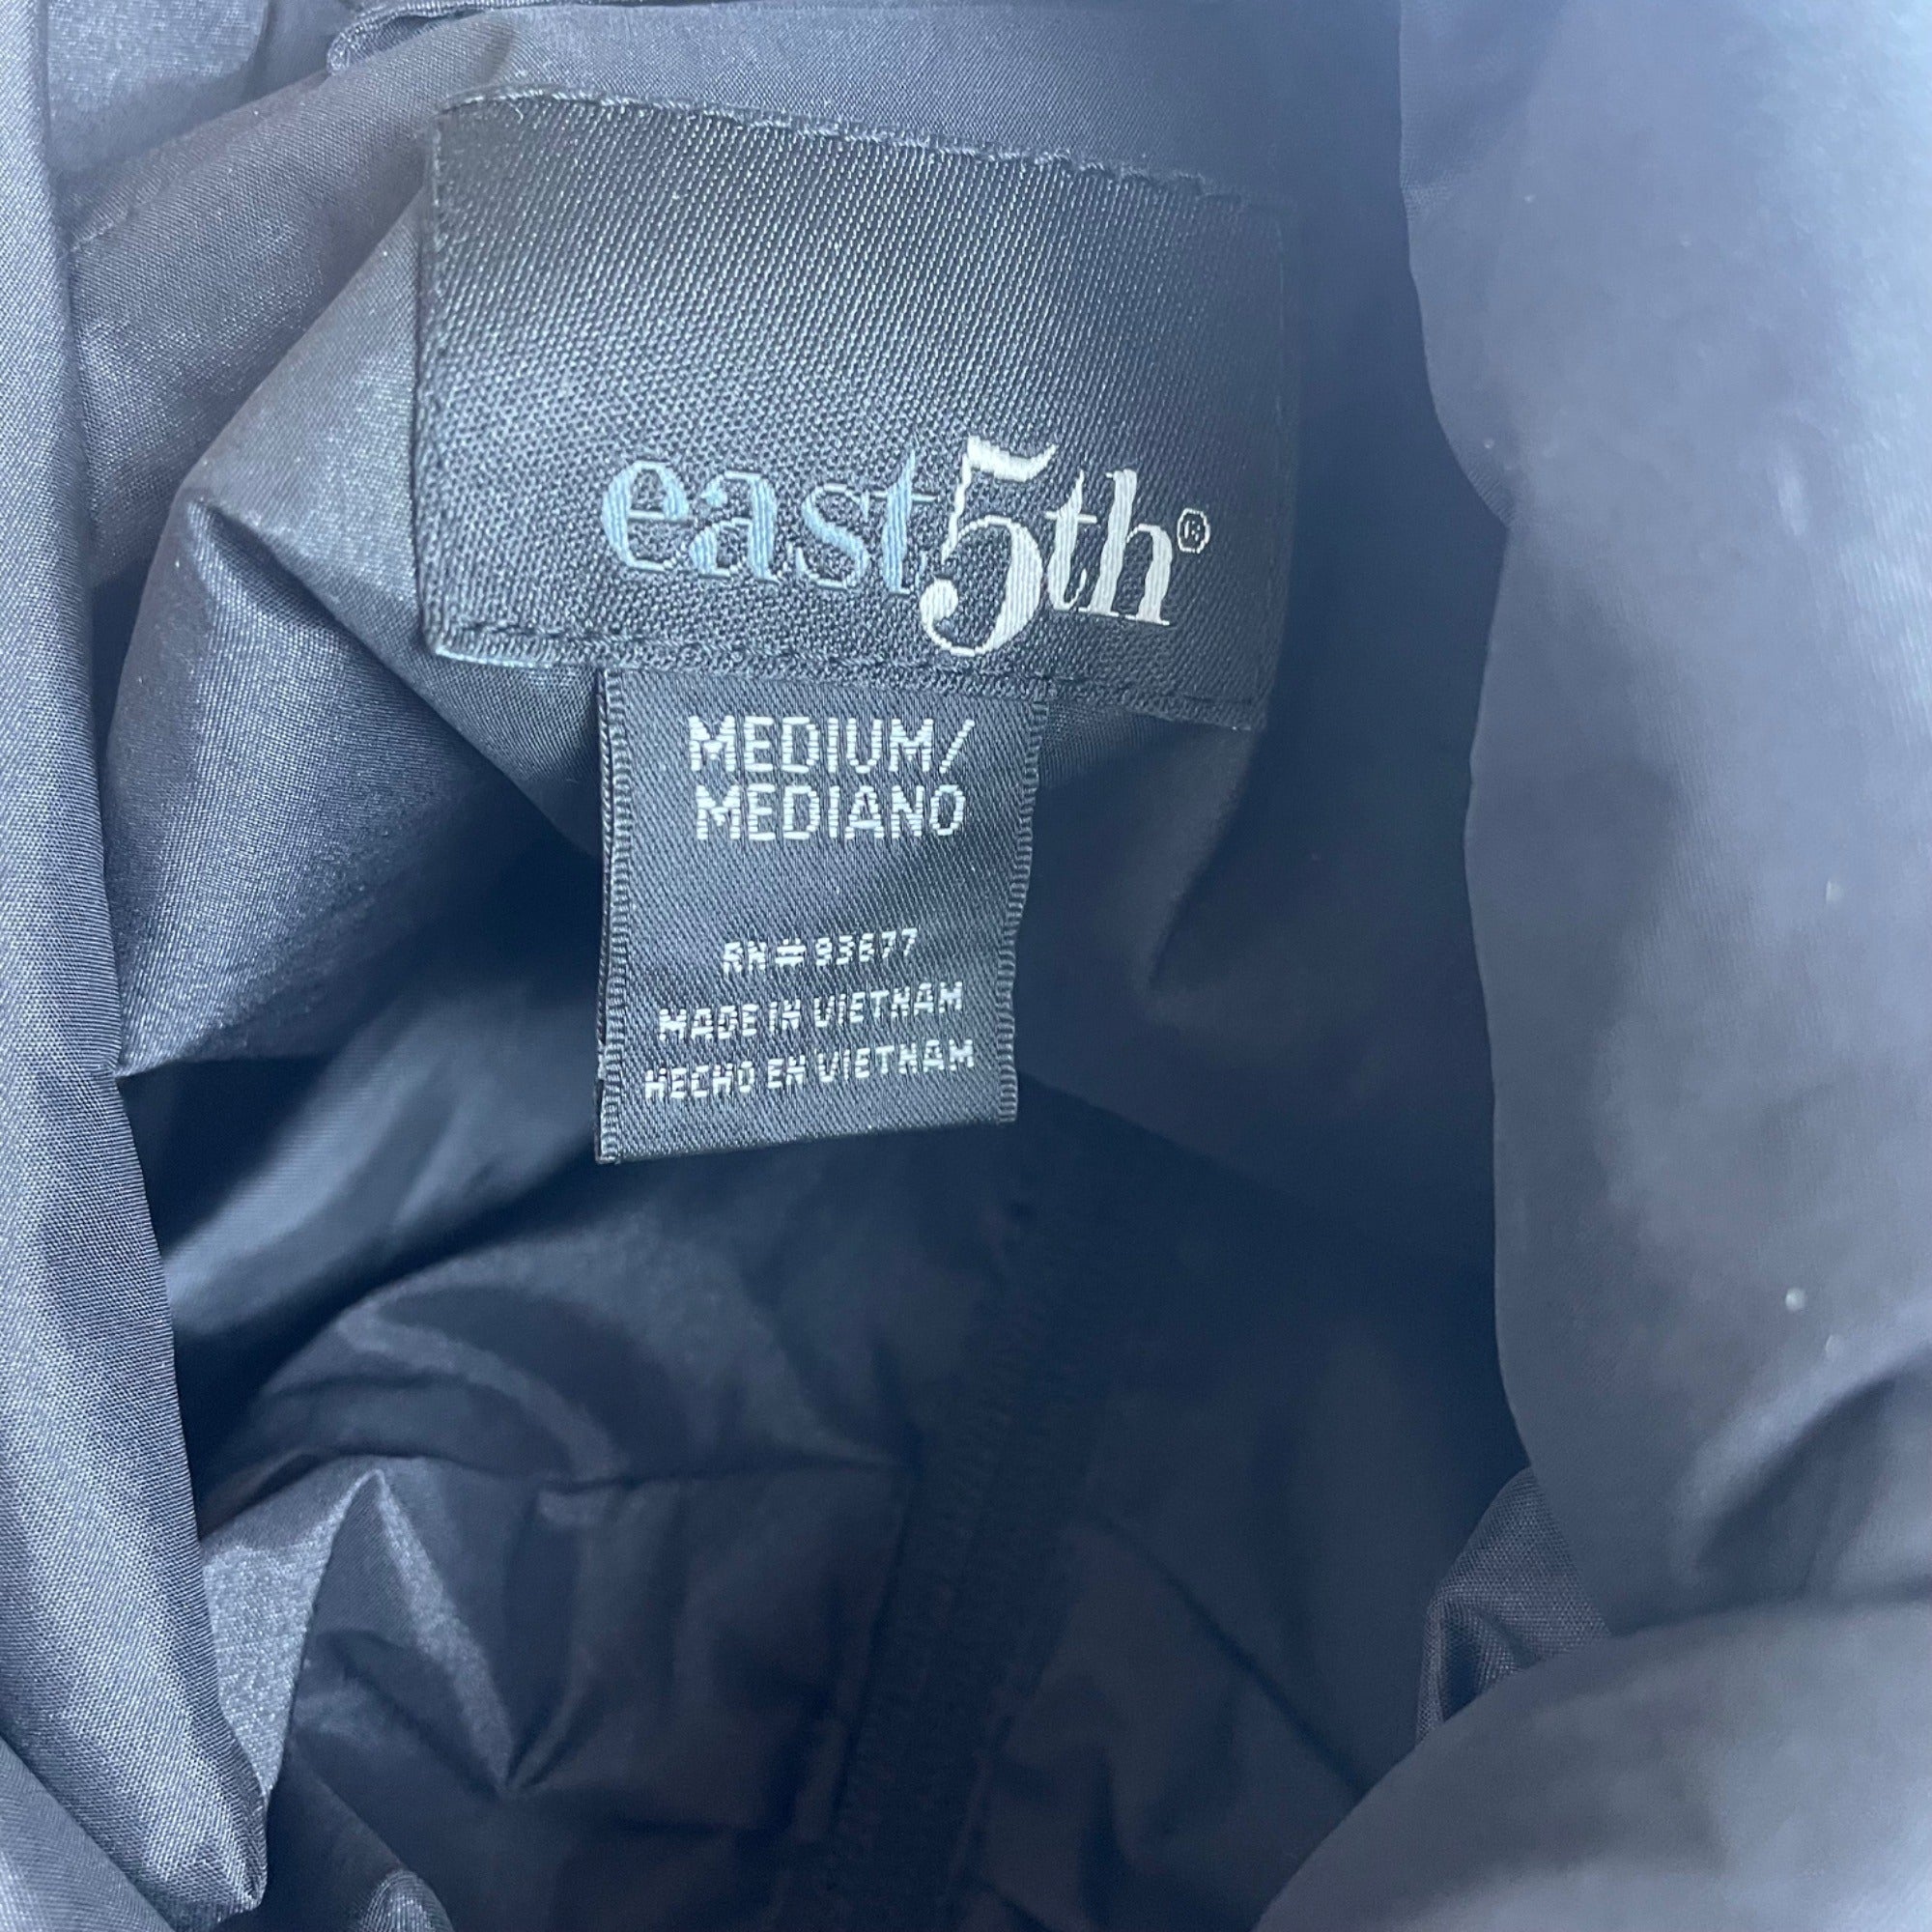 east5th®
MEDIUM/
MEDIANO
RN# 93677
MADE IN VIETNAM
HECHO EN VIETNAM